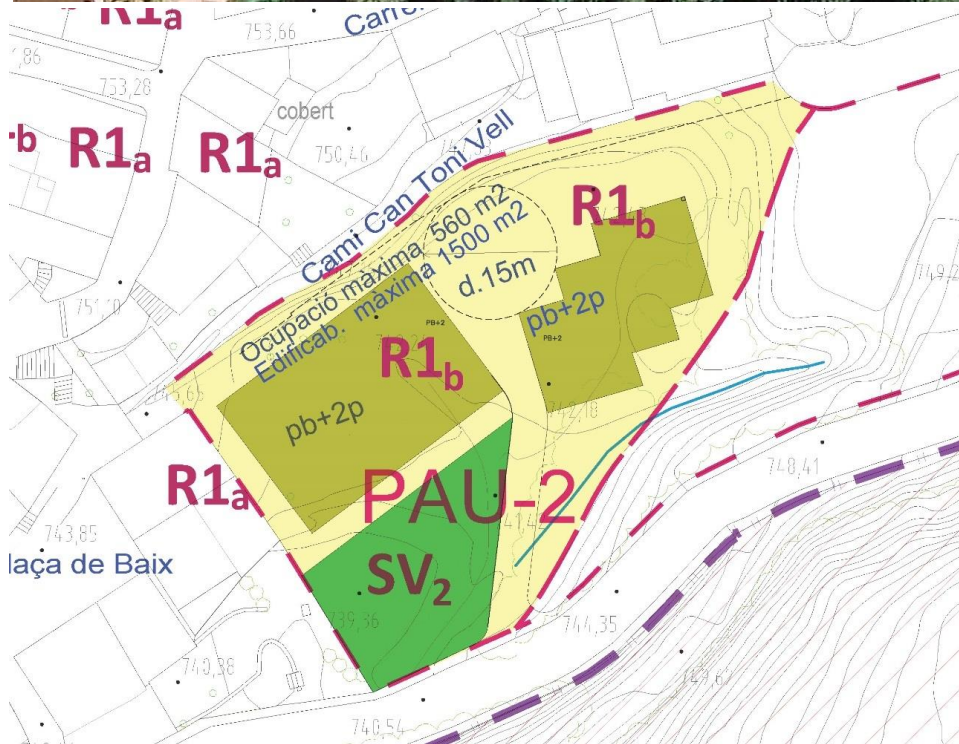 R1a
753,66
Carre
,86
753,28
cobert
-b
R1a
R1a
750,46
Cami Can Toni Vell
R1b
Ocupació màxima 560 m2
Edificab. màxima 1500 m2
d.15m
749,2
pb+2p
PB+2
PB+2
R1b
pb+2p
742,18
R1a
PAU-2
748,41
743,85
laça de Baix
SV2
739,36
744,35
740,38
740,54